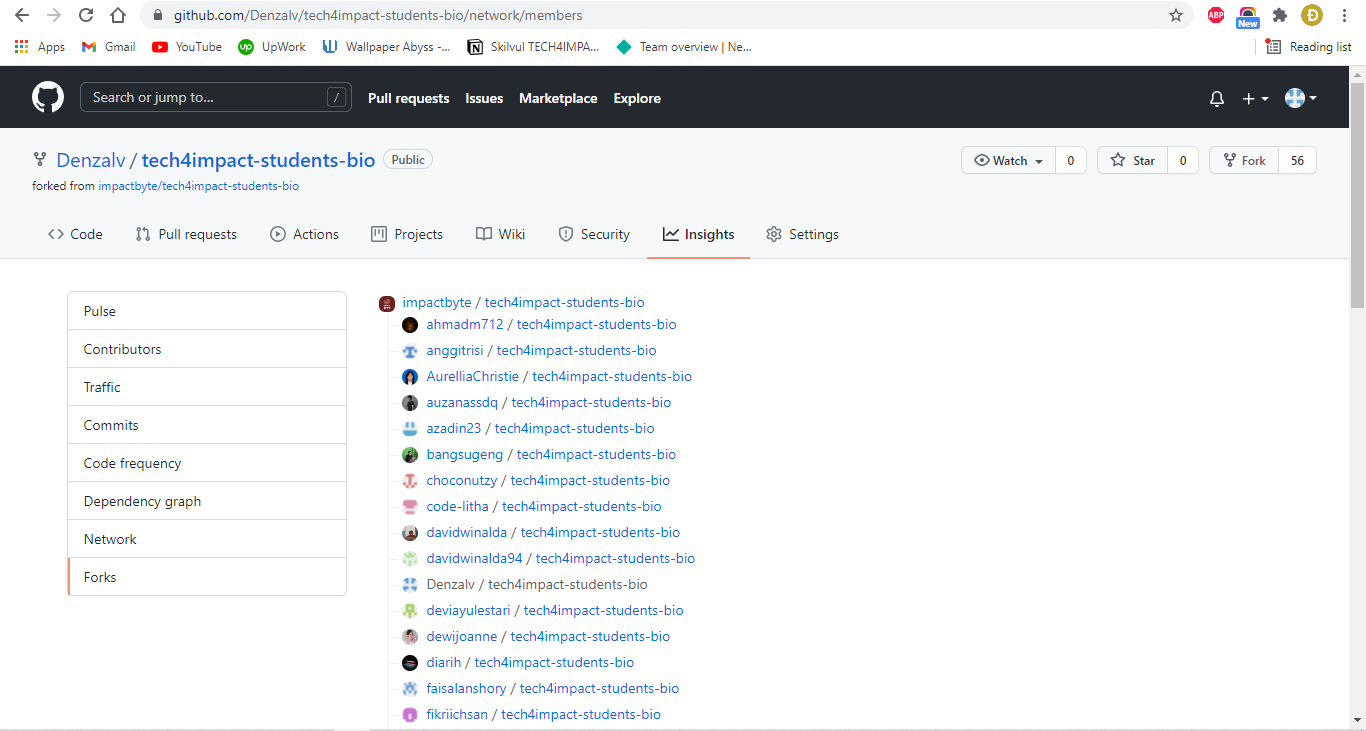 github.com/Denzalv/tech4impact-students-bio/network/members
ABP
New
Đ
Apps
Gmail
YouTube
up UpWork
Wallpaper Abyss -...
Skilvul TECH4IMPA...
Team overview | Ne...
Reading list
Search or jump to...
/
Pull requests
Issues
Marketplace
Explore
Denzalv / tech4impact-students-bio
Public
Watch 0
Star 0
Fork 56
forked from impactbyte/tech4impact-students-bio
Code
Pull requests
Actions
Projects
Wiki
Security
Insights
Settings
Pulse
Contributors
Traffic
Commits
Code frequency
Dependency graph
Network
Forks
impactbyte / tech4impact-students-bio
ahmadm712 / tech4impact-students-bio
anggitrisi / tech4impact-students-bio
AurelliaChristie / tech4impact-students-bio
auzanassdq / tech4impact-students-bio
azadin23 / tech4impact-students-bio
bangsugeng / tech4impact-students-bio
choconutzy / tech4impact-students-bio
code-litha / tech4impact-students-bio
davidwinalda / tech4impact-students-bio
davidwinalda94 / tech4impact-students-bio
Denzalv / tech4impact-students-bio
deviayulestari / tech4impact-students-bio
dewijoanne / tech4impact-students-bio
diarih / tech4impact-students-bio
faisalanshory / tech4impact-students-bio
fikriichsan / tech4impact-students-bio